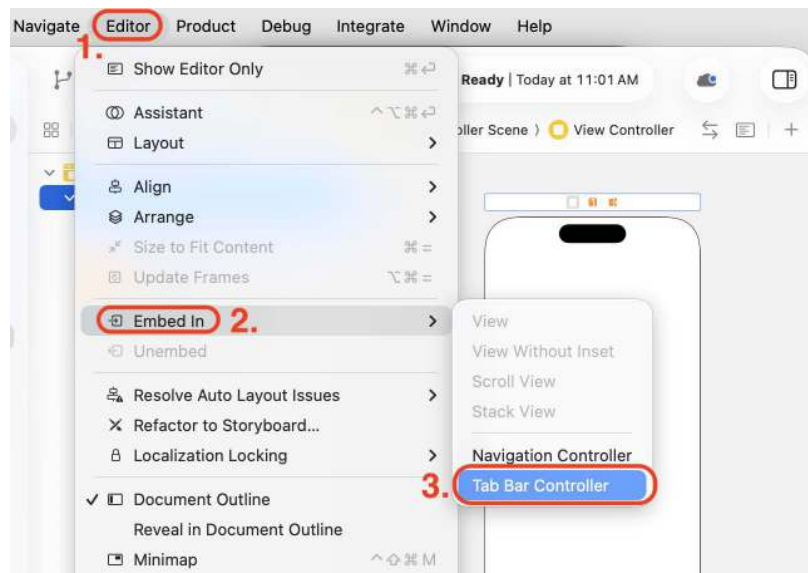 Navigate Editor Product Debug Integrate Window Help
1.
Show Editor Only ⌘↩
Ready | Today at 11:01 AM
Assistant ⌃⌥⌘↩
Layout >
oller Scene 〉 View Controller
Align >
Arrange >
Size to Fit Content ⌘ =
Update Frames ⌥⌘ =
Embed In 2. >
View
Unembed
View Without Inset
Scroll View
Resolve Auto Layout Issues >
Stack View
Refactor to Storyboard...
Localization Locking >
Navigation Controller
3. Tab Bar Controller
✓ Document Outline
Reveal in Document Outline
Minimap ⌃⇧⌘ M